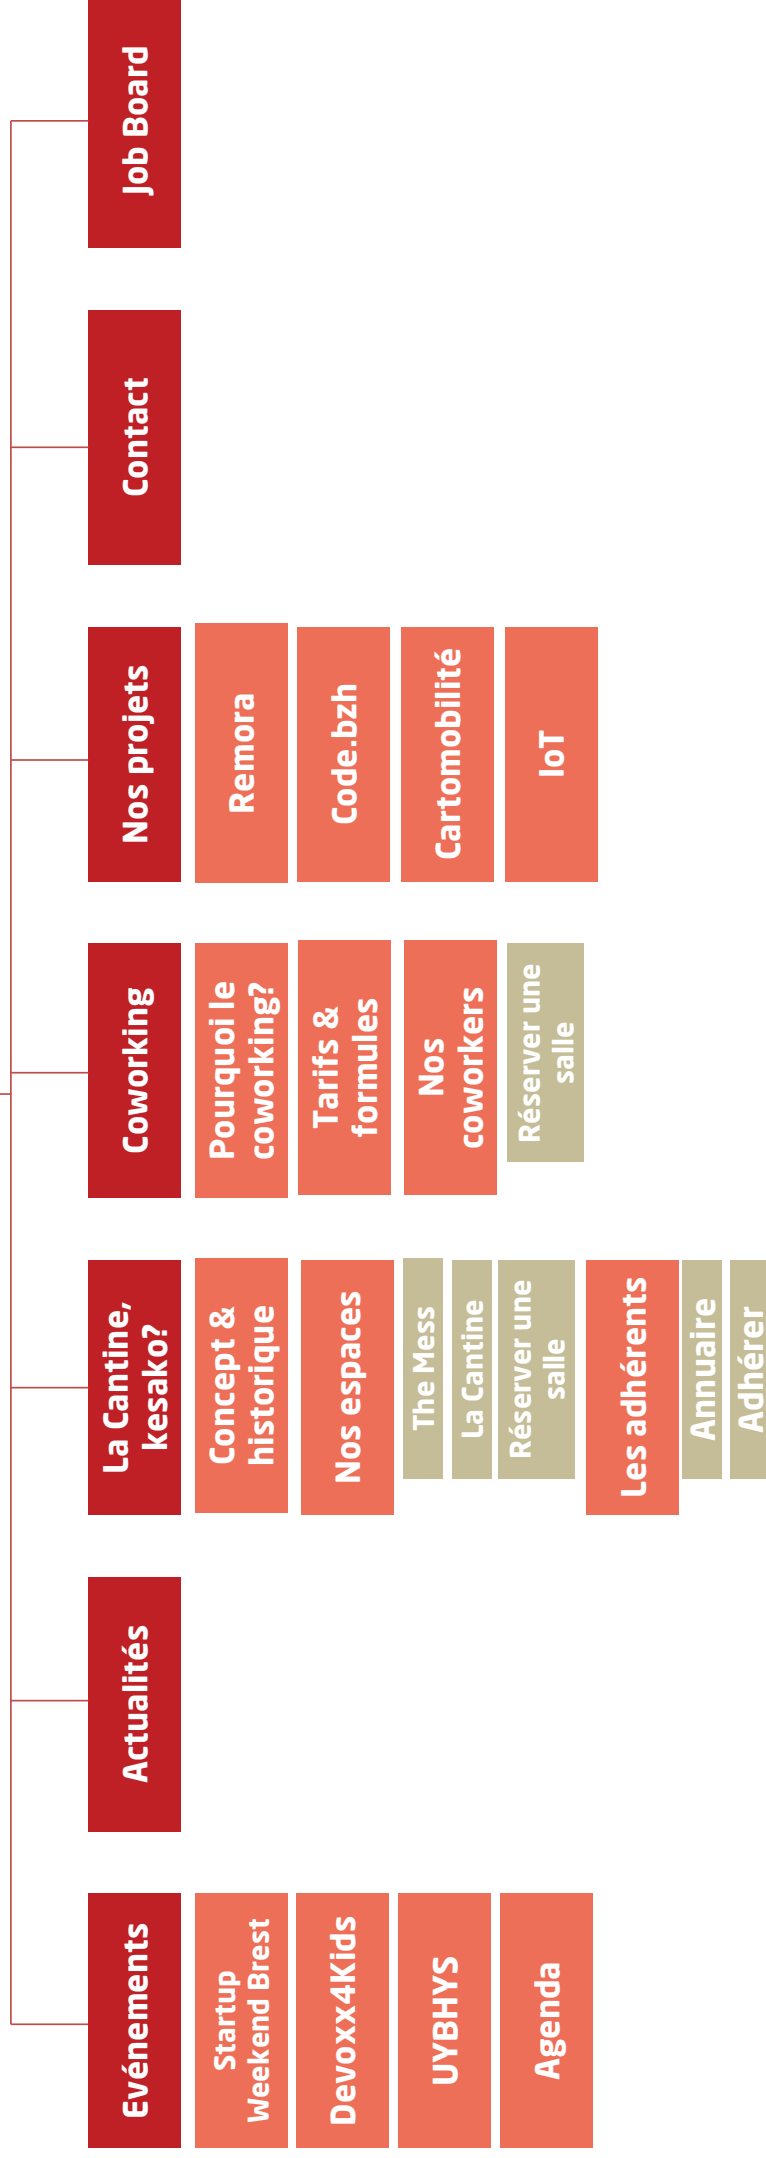 Evénements
Startup
Weekend Brest
Devoxx4Kids
UYBHYS
Agenda
Actualités
La Cantine,
kesako?
Concept &
historique
Nos espaces
The Mess
La Cantine
Réserver une
salle
Les adhérents
Annuaire
Adhérer
Coworking
Pourquoi le
coworking?
Tarifs &
formules
Nos
coworkers
Réserver une
salle
Nos projets
Remora
Code.bzh
Cartomobilité
IoT
Contact
Job Board